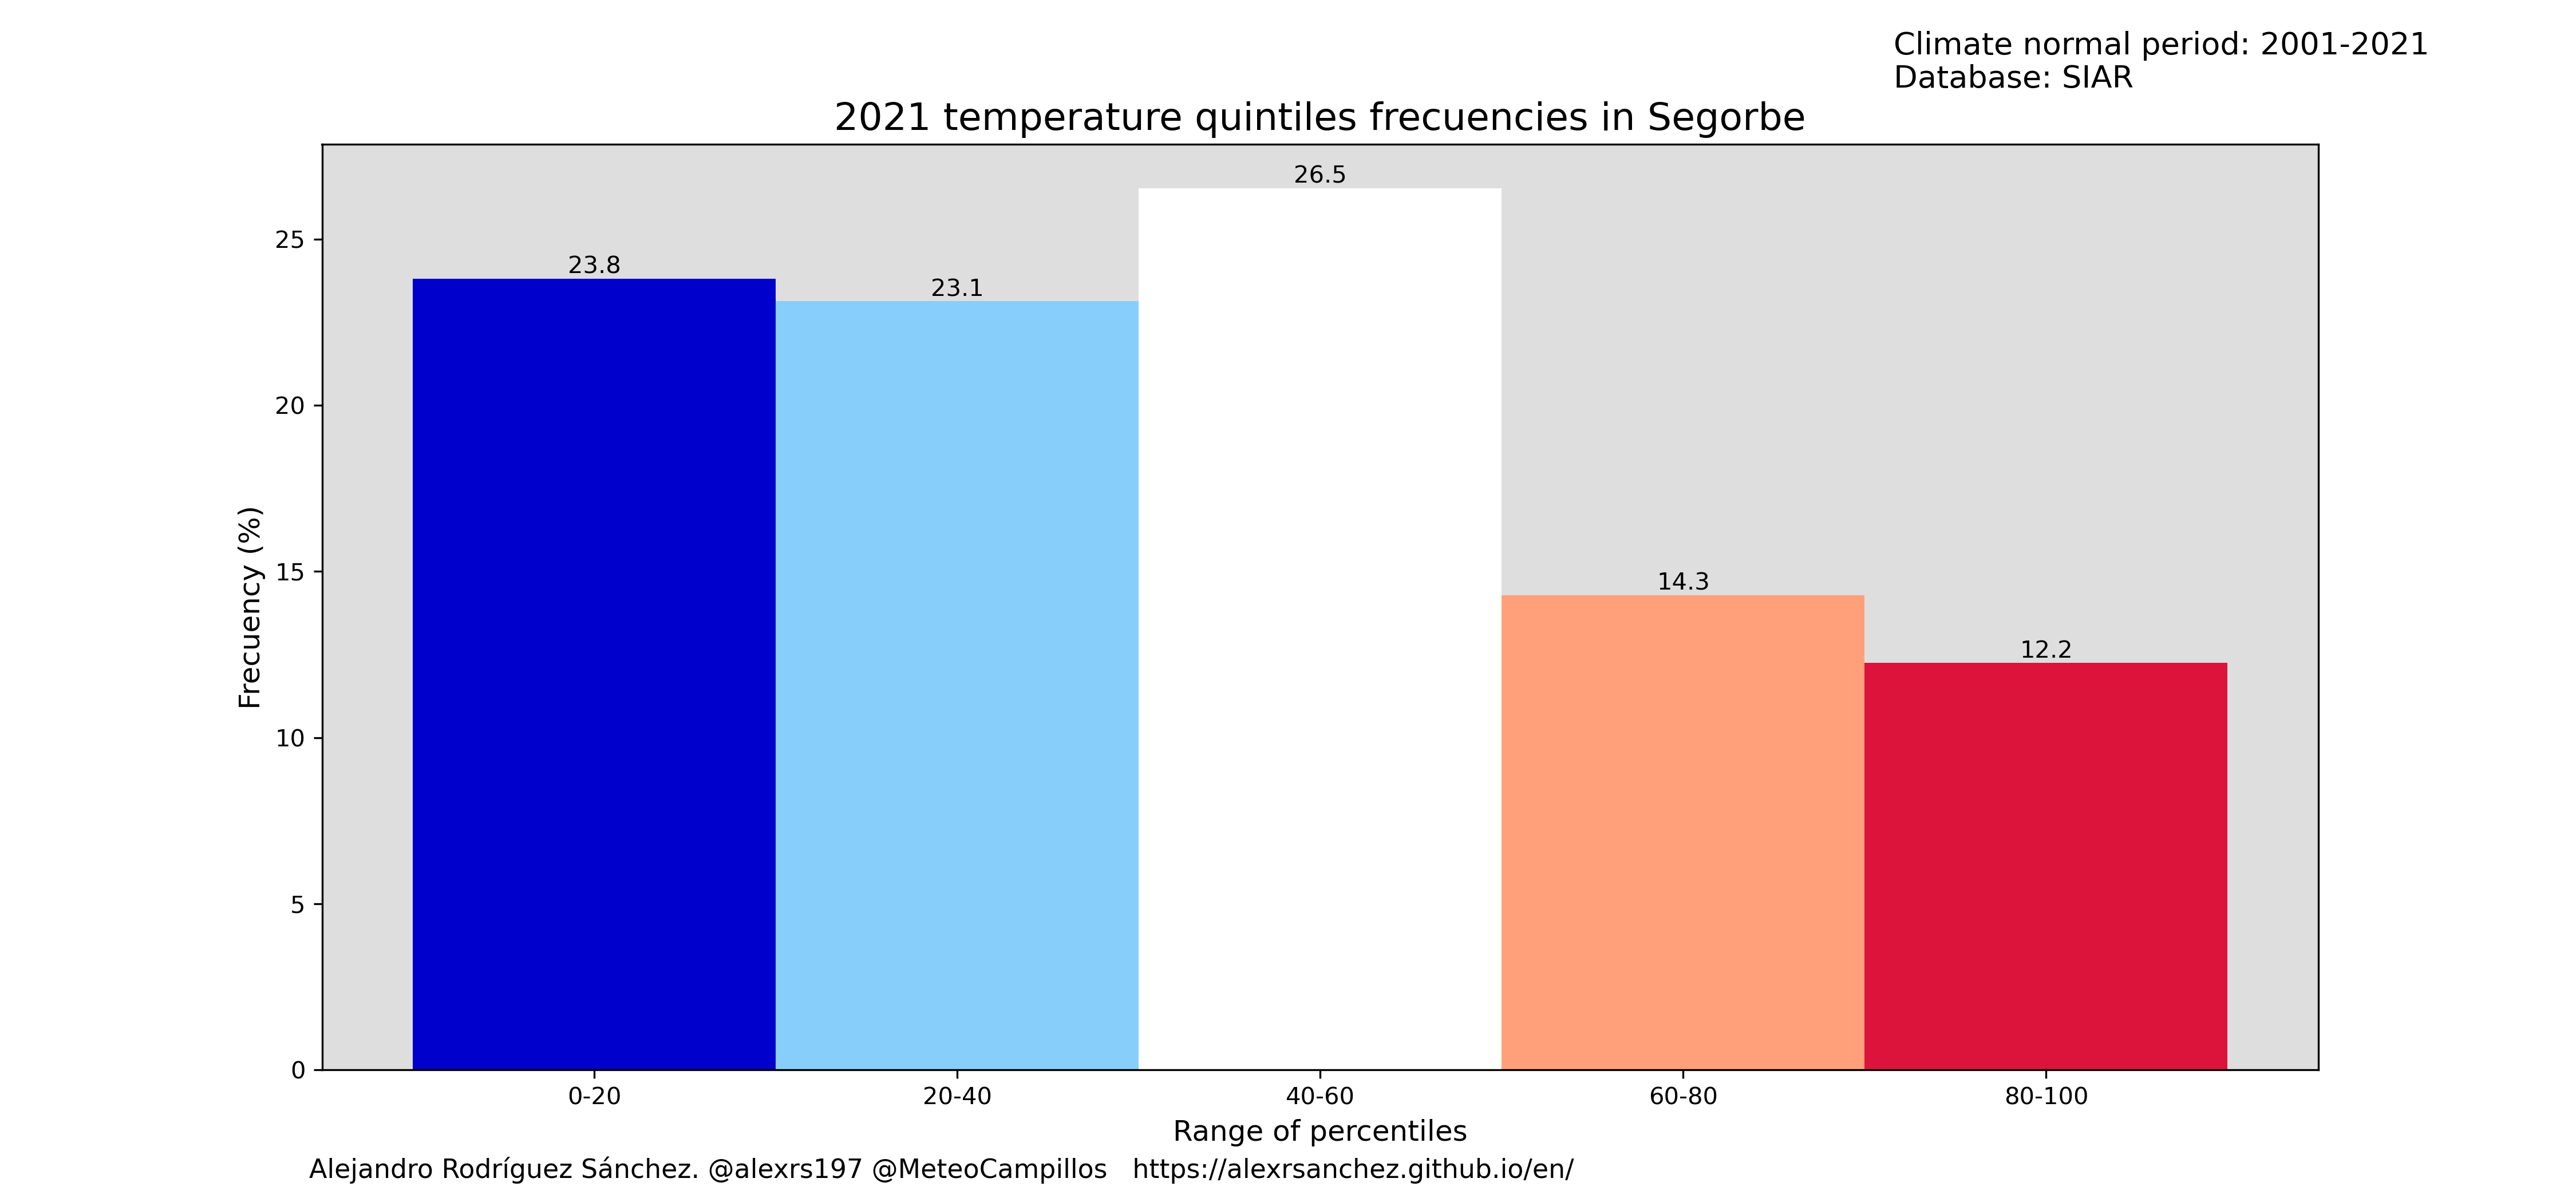 Climate normal period: 2001-2021
Database: SIAR
2021 temperature quintiles frecuencies in Segorbe
26.5
25
23.8
23.1
20
15
14.3
12.2
10
5
0
Frecuency (%)
0-20 20-40 40-60 60-80 80-100
Range of percentiles
Alejandro Rodríguez Sánchez. @alexrs197 @MeteoCampillos https://alexrsanchez.github.io/en/